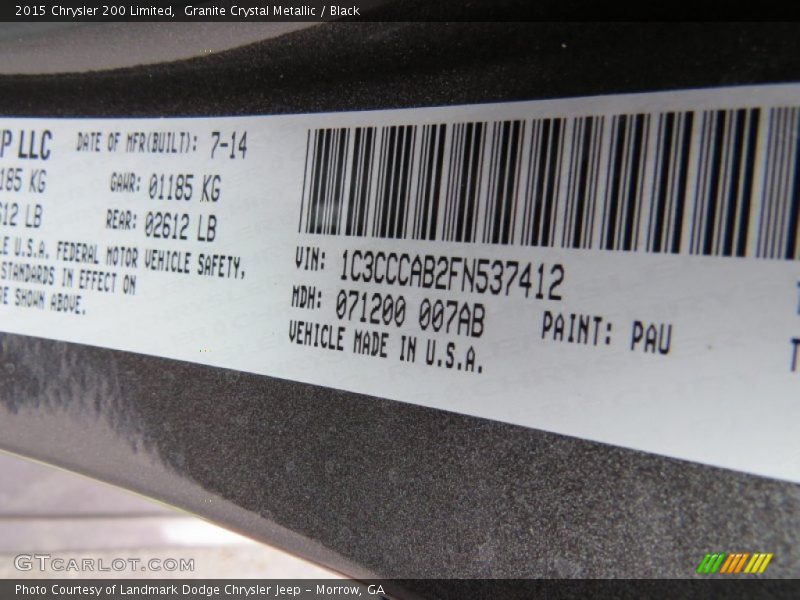 2015 Chrysler 200 Limited,  Granite Crystal Metallic / Black
P LLC DATE OF MFR(BUILT): 7-14
185 KG GAWR: 01185 KG
612 LB REAR: 02612 LB
E U.S.A. FEDERAL MOTOR VEHICLE SAFETY,
STANDARDS IN EFFECT ON
RE SHOWN ABOVE.
VIN: 1C3CCCAB2FN537412
MDH: 071200 007AB PAINT: PAU
VEHICLE MADE IN U.S.A.
T
GTCARLOT.COM
Photo Courtesy of Landmark Dodge Chrysler Jeep – Morrow, GA